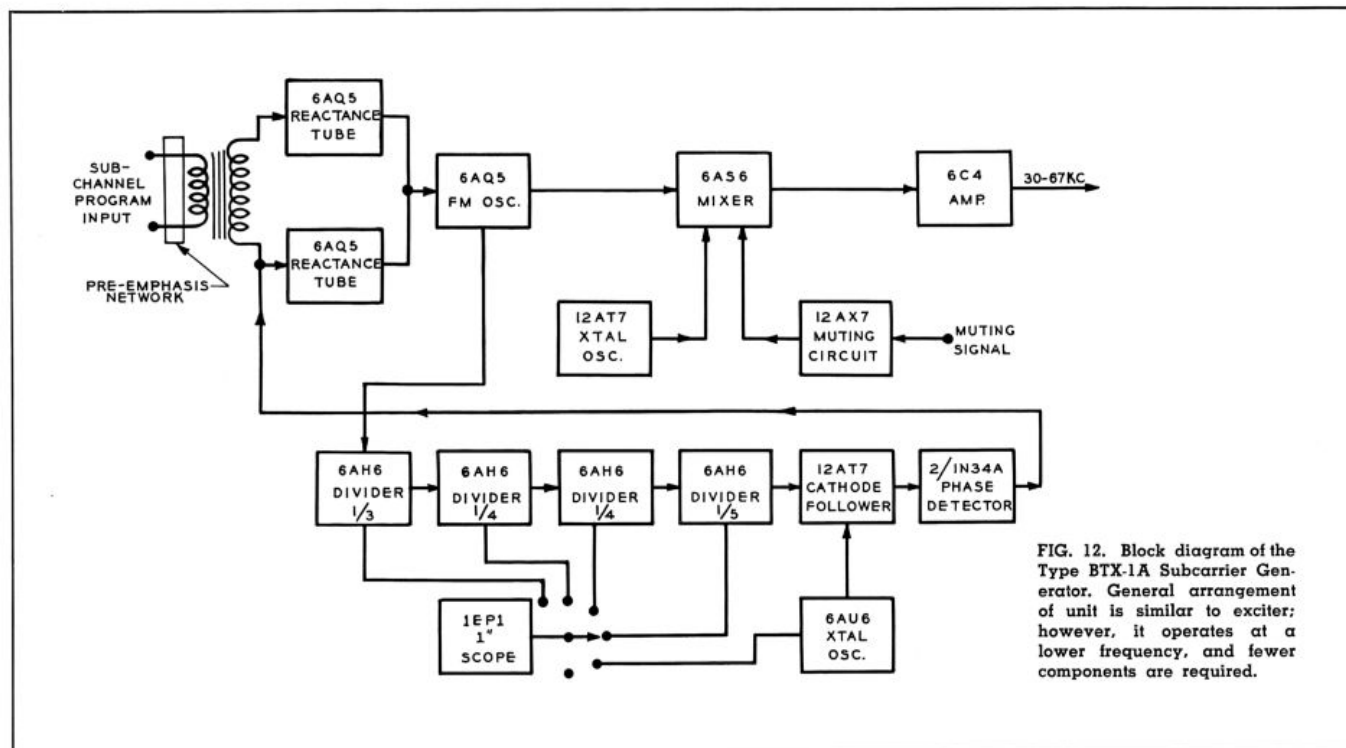 6AQ5
REACTANCE
TUBE
SUB-
CHANNEL
PROGRAM
INPUT
6AQ5
FM OSC.
6AS6
MIXER
6C4
AMP.
30-67KC
6AQ5
REACTANCE
TUBE
PRE-EMPHASIS
NETWORK
12AT7
XTAL
OSC.
12AX7
MUTING
CIRCUIT
MUTING
SIGNAL
6AH6
DIVIDER
1/3
6AH6
DIVIDER
1/4
6AH6
DIVIDER
1/4
6AH6
DIVIDER
1/5
12AT7
CATHODE
FOLLOWER
2/1N34A
PHASE
DETECTOR
1EP1
1"
SCOPE
6AU6
XTAL
OSC.
FIG. 12. Block diagram of the
Type BTX-1A Subcarrier Gen-
erator. General arrangement
of unit is similar to exciter;
however, it operates at a
lower frequency, and fewer
components are required.